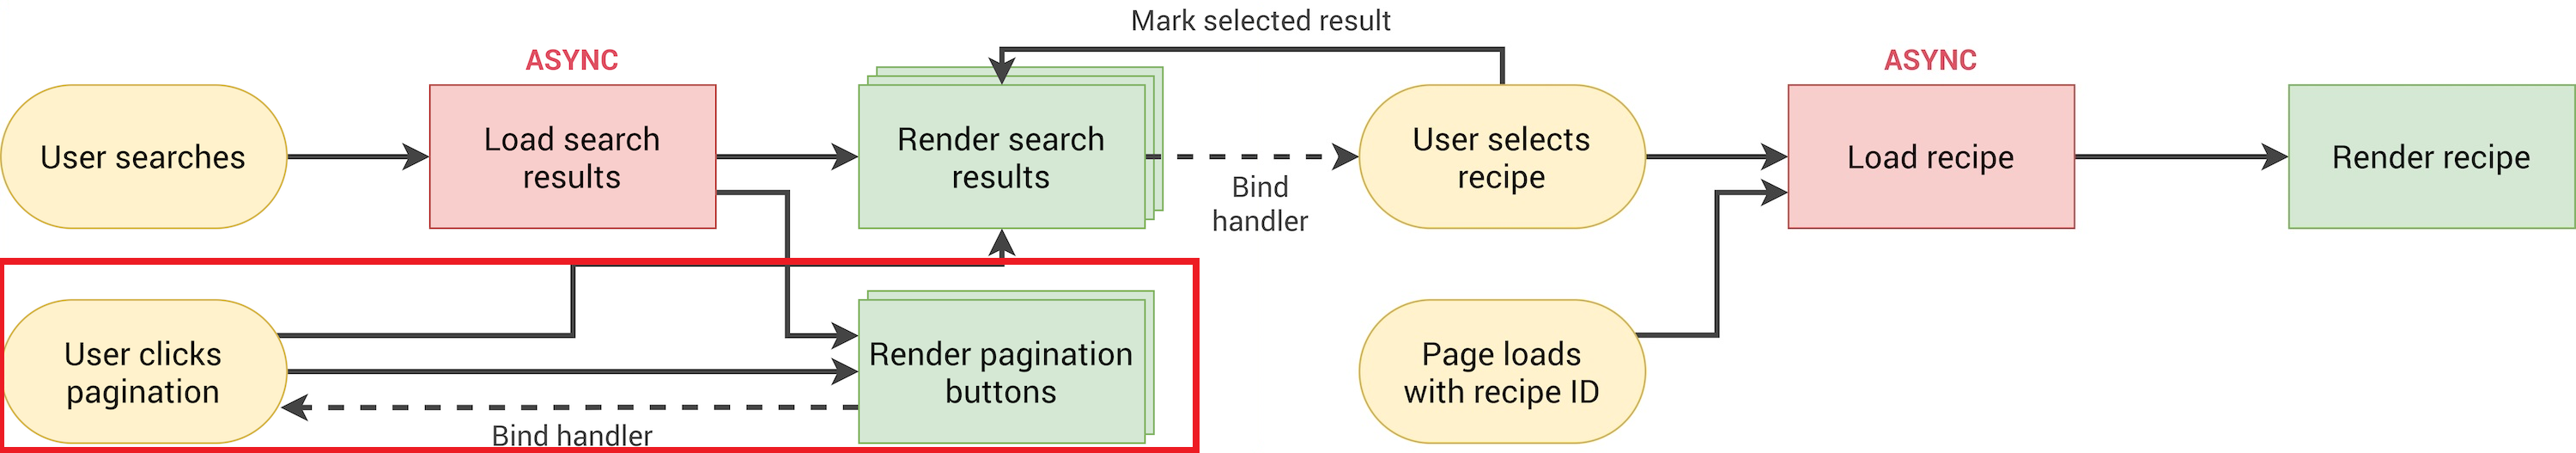 Mark selected result
ASYNC
ASYNC
User searches
Load search
results
Render search
results
Bind
handler
User selects
recipe
Load recipe
Render recipe
User clicks
pagination
Bind handler
Render pagination
buttons
Page loads
with recipe ID